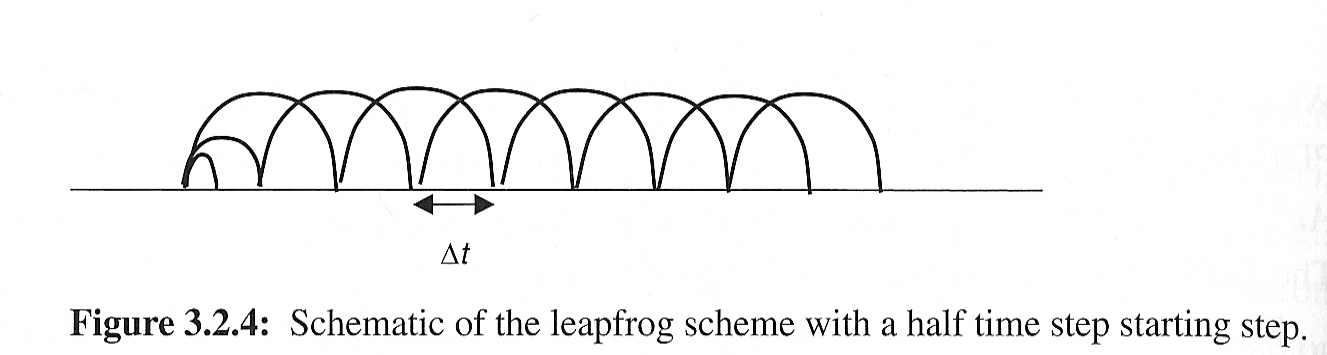 Δt
Figure 3.2.4: Schematic of the leapfrog scheme with a half time step starting step.